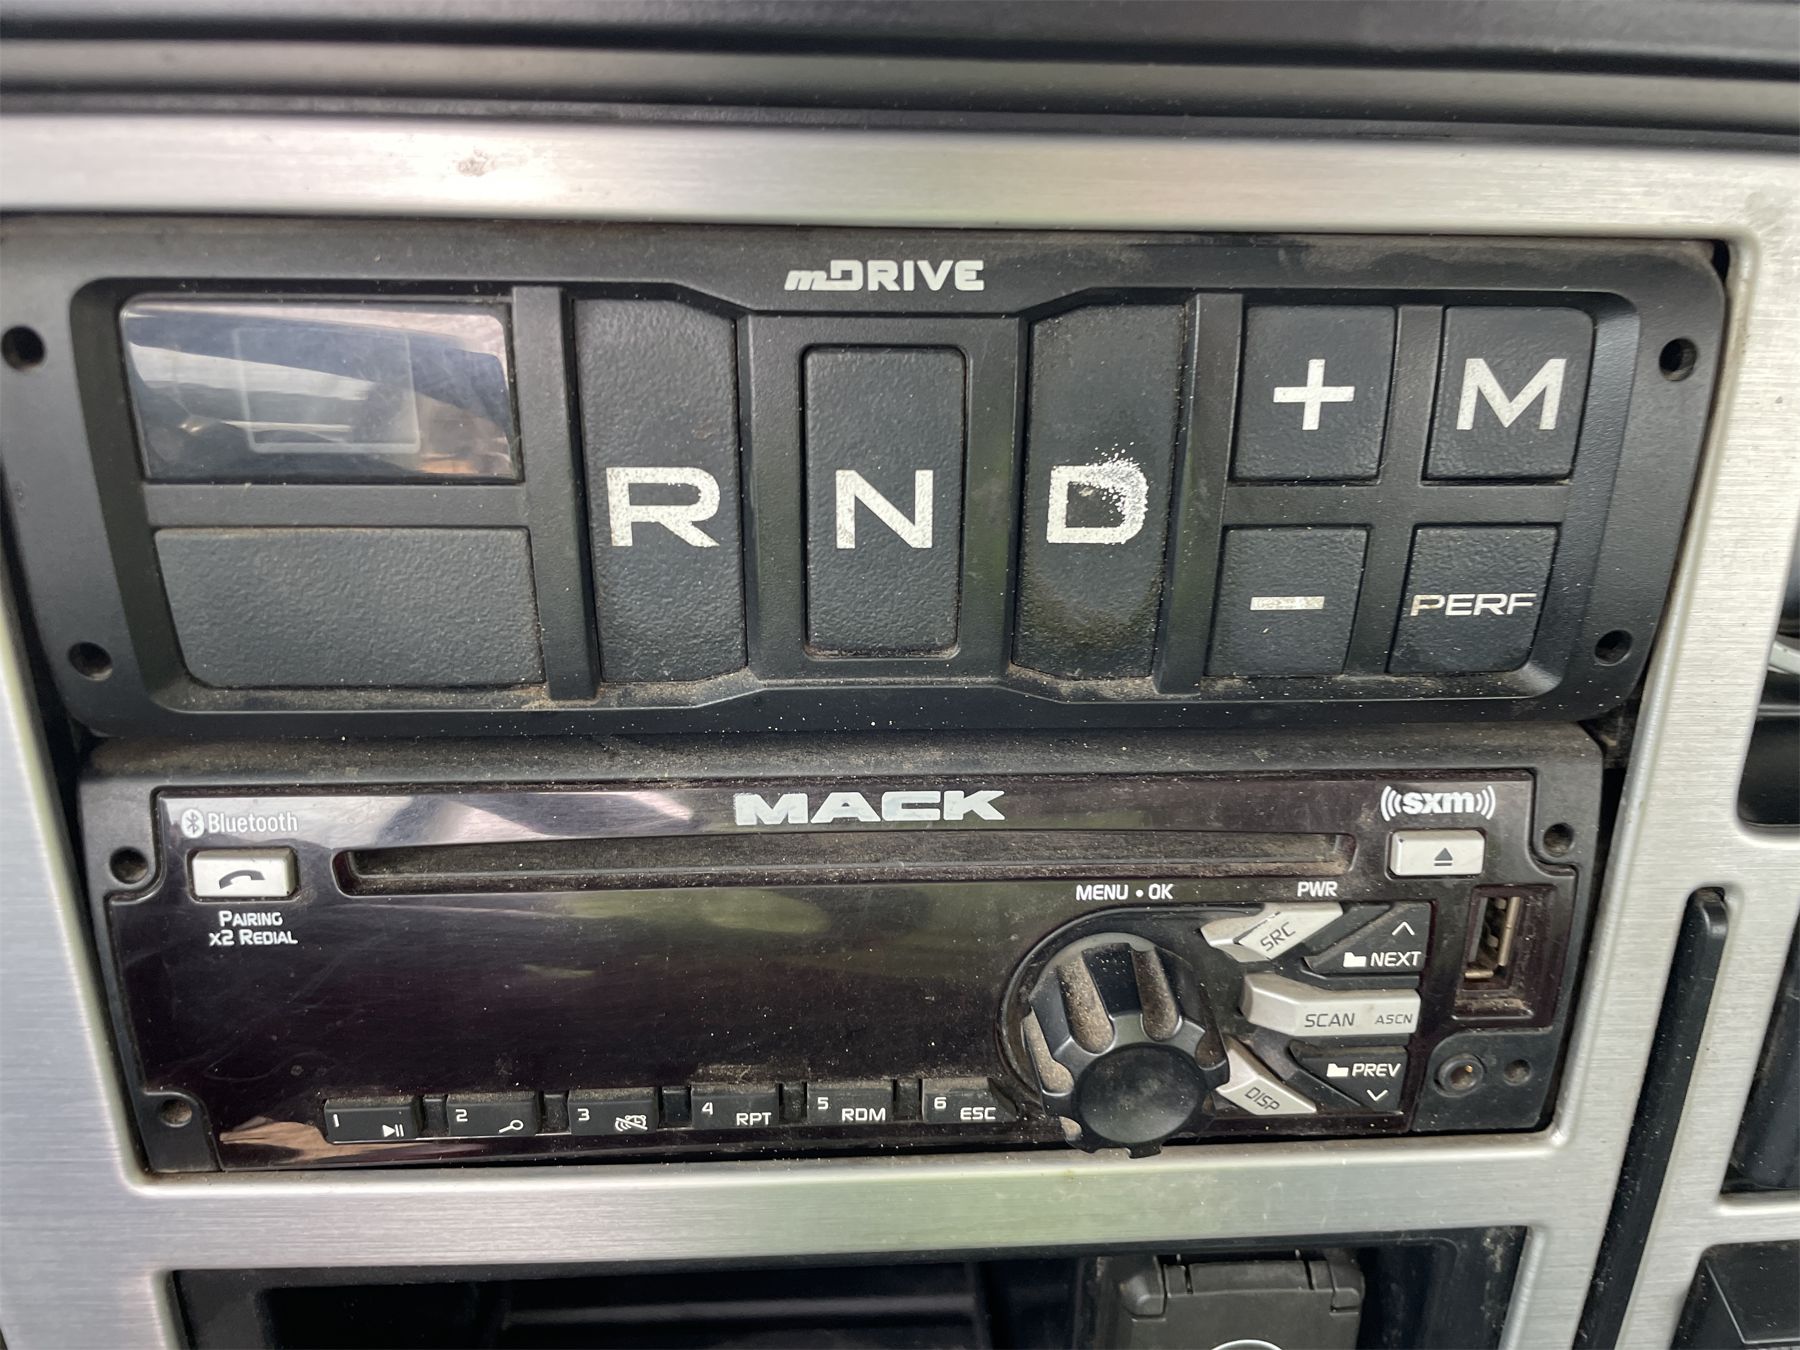 mDRIVE
R N D + M
- PERF
MACK
Bluetooth
sxm
PAIRING
X2 REDIAL
MENU • OK
PWR
SRC
NEXT
SCAN ASCN
PREV
DISP
1 2 3 4 RPT 5 RDM 6 ESC